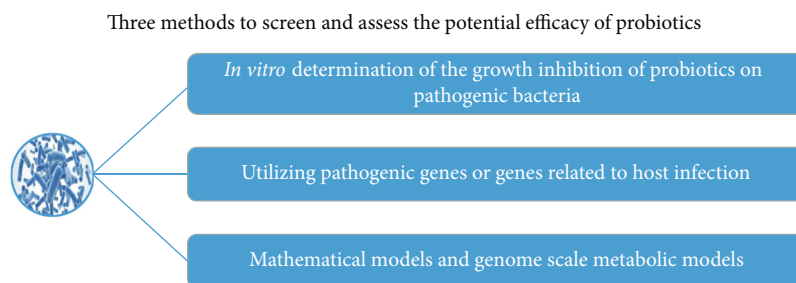 Three methods to screen and assess the potential efficacy of probiotics
In vitro determination of the growth inhibition of probiotics on
pathogenic bacteria
Utilizing pathogenic genes or genes related to host infection
Mathematical models and genome scale metabolic models